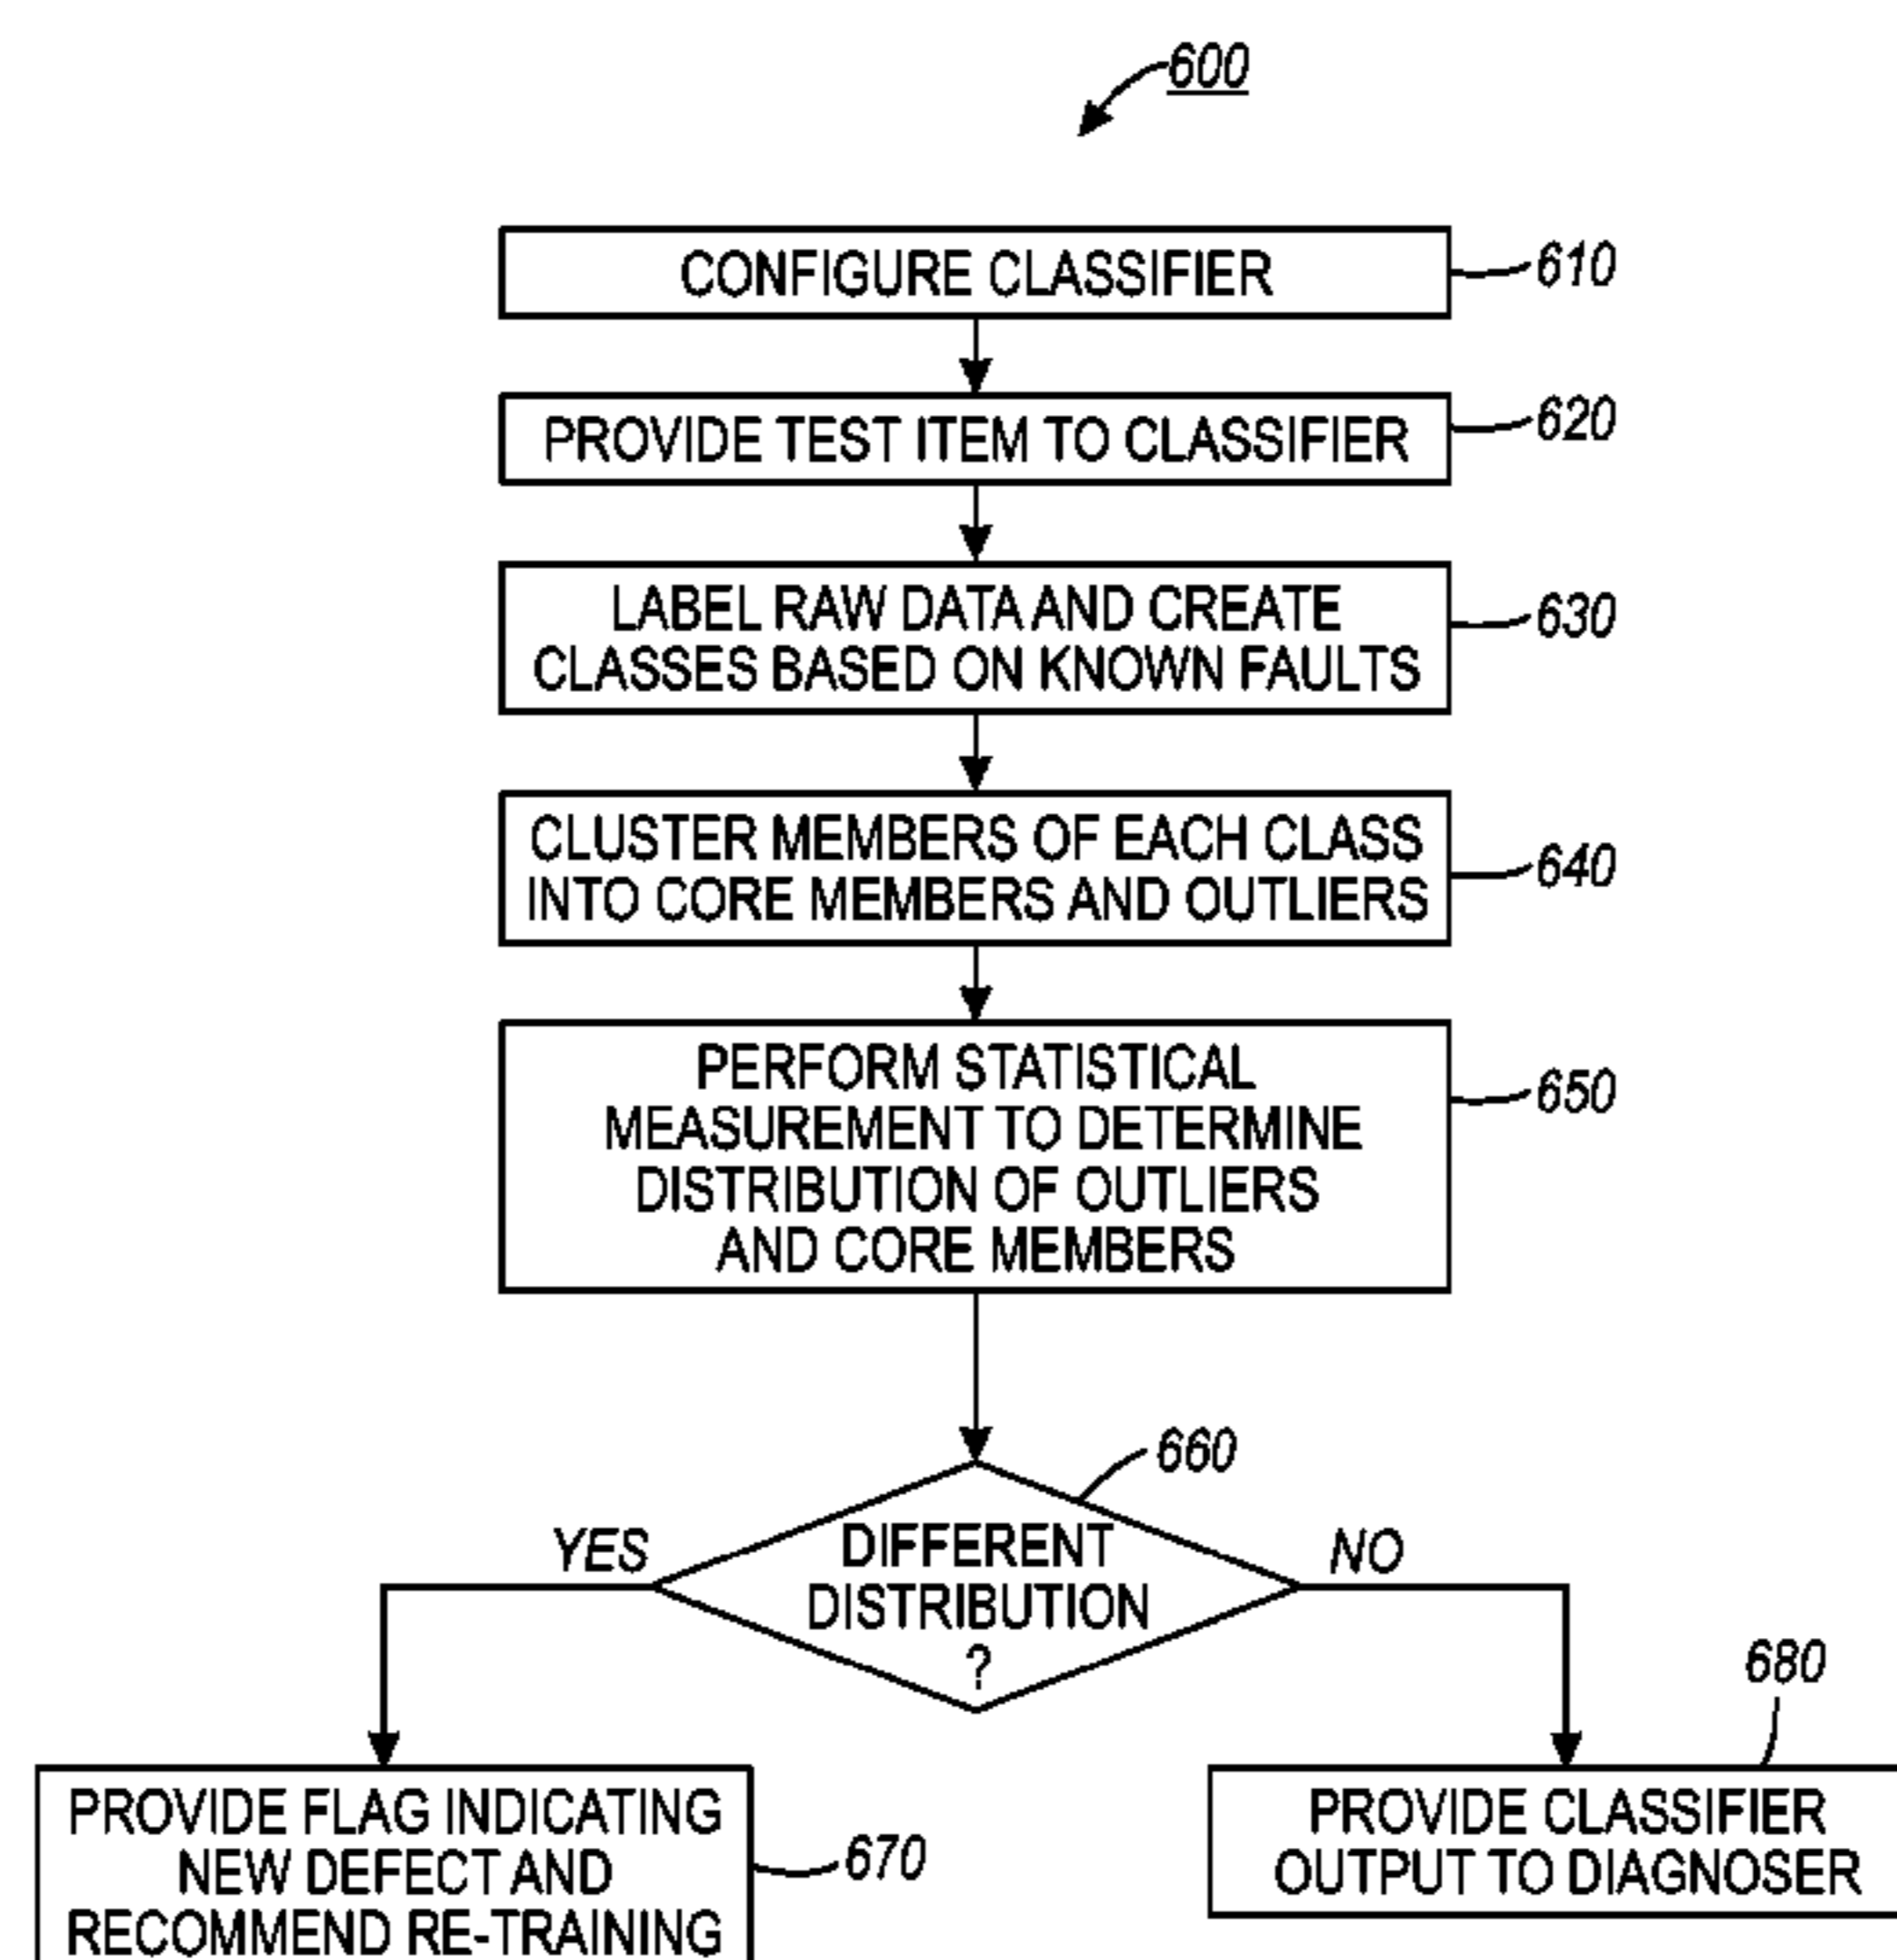 600
CONFIGURE CLASSIFIER
610
PROVIDE TEST ITEM TO CLASSIFIER
620
LABEL RAW DATA AND CREATE
CLASSES BASED ON KNOWN FAULTS
630
CLUSTER MEMBERS OF EACH CLASS
INTO CORE MEMBERS AND OUTLIERS
640
PERFORM STATISTICAL
MEASUREMENT TO DETERMINE
DISTRIBUTION OF OUTLIERS
AND CORE MEMBERS
650
660
YES
DIFFERENT
DISTRIBUTION
?
NO
PROVIDE FLAG INDICATING
NEW DEFECT AND
RECOMMEND RE-TRAINING
670
680
PROVIDE CLASSIFIER
OUTPUT TO DIAGNOSER